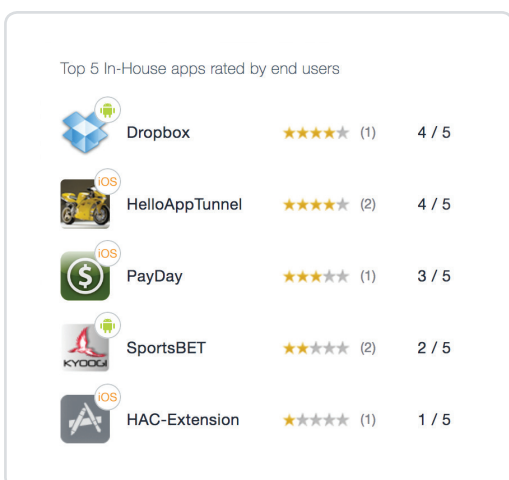 Top 5 In-House apps rated by end users
Dropbox (1) 4 / 5
iOS
HelloAppTunnel (2) 4 / 5
iOS
$
PayDay (1) 3 / 5
KYOOGI
SportsBET (2) 2 / 5
iOS
HAC-Extension (1) 1 / 5